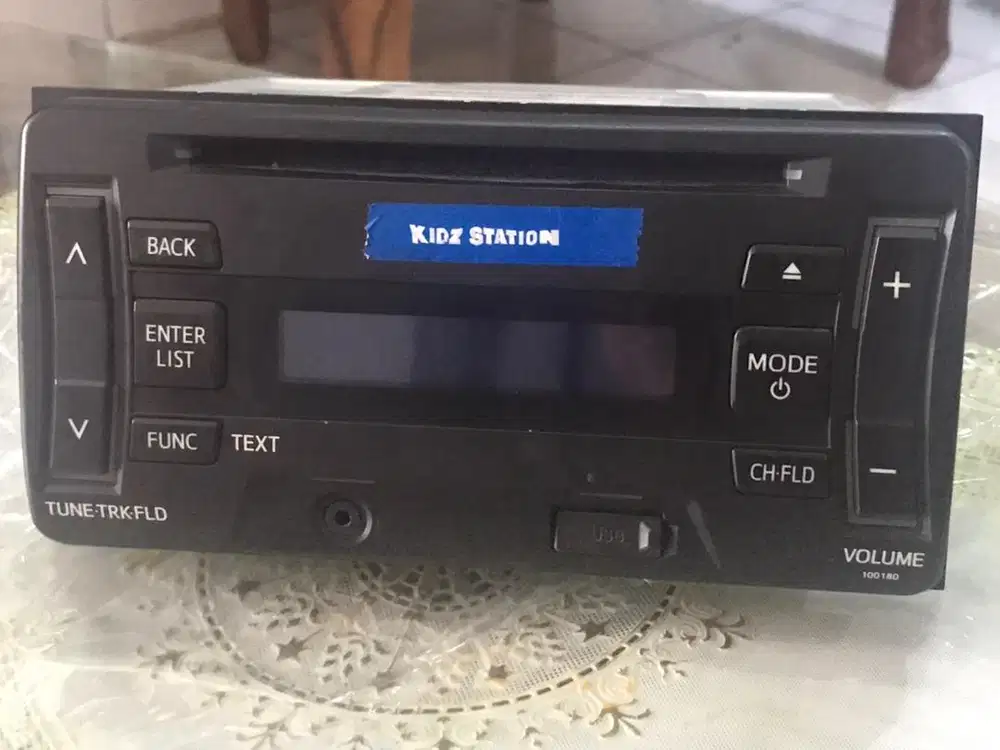 KIDZ STATION
BACK
ENTER
LIST
MODE
FUNC TEXT
CH·FLD
TUNE·TRK·FLD
USB
VOLUME
100180